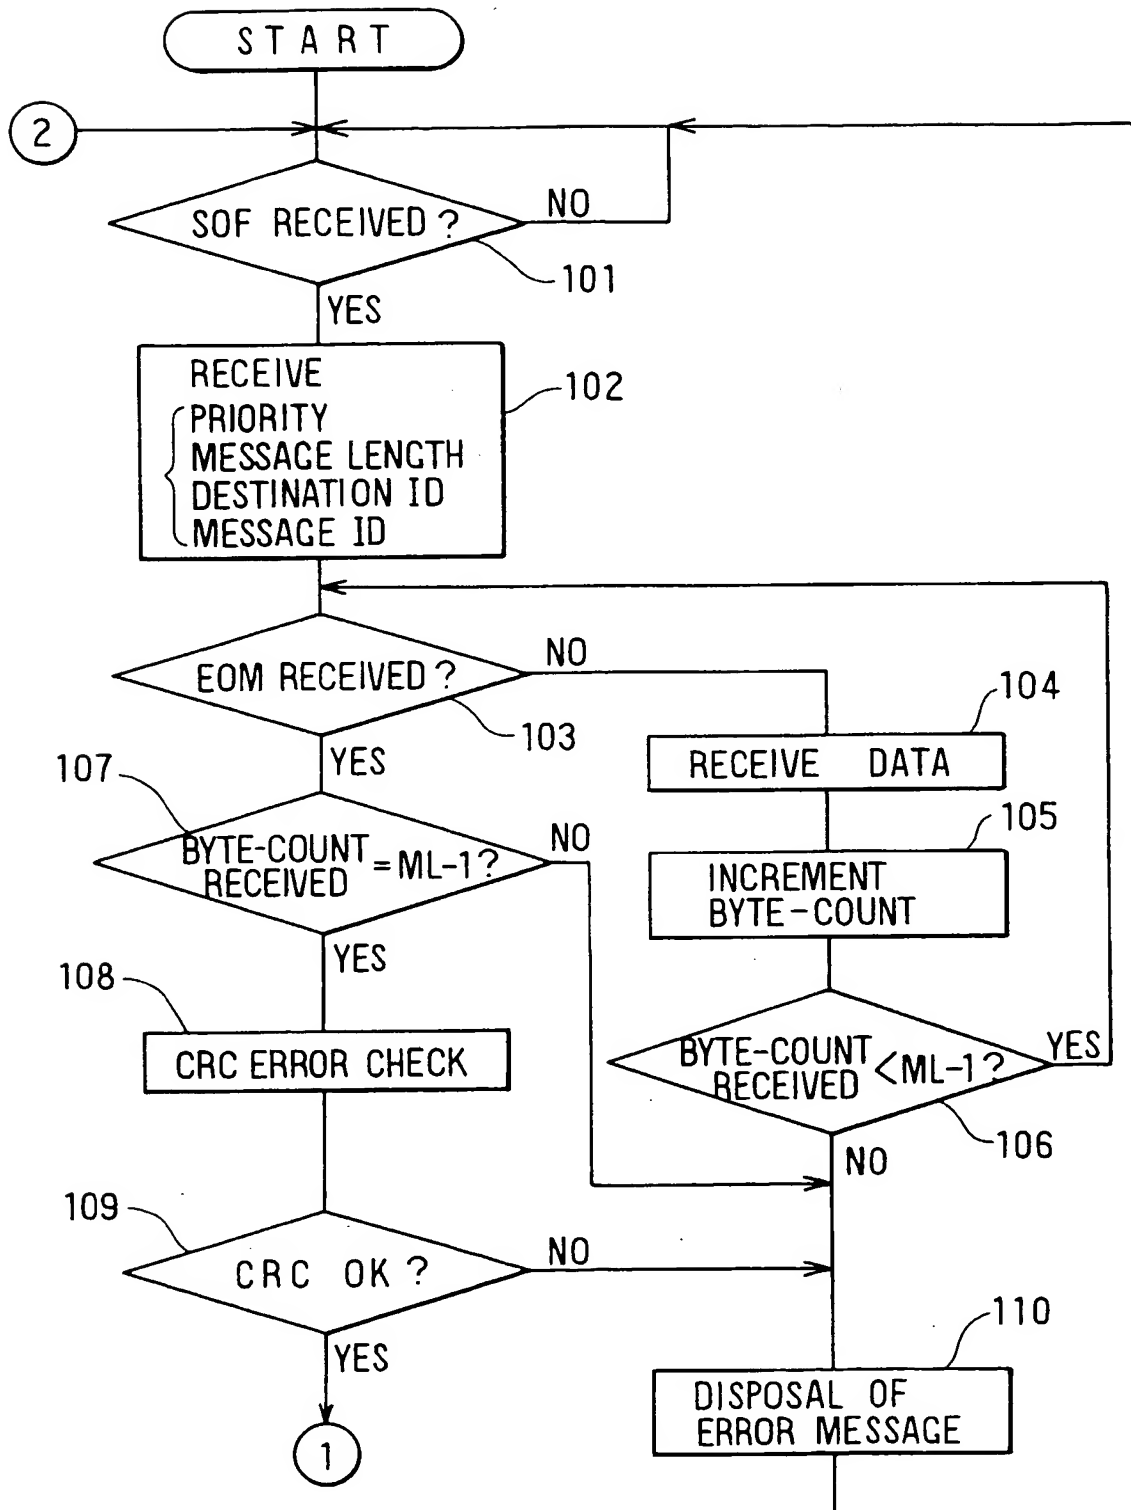 START
2
SOF RECEIVED?
NO
101
YES
RECEIVE
PRIORITY
MESSAGE LENGTH
DESTINATION ID
MESSAGE ID
102
EOM RECEIVED?
NO
103
YES
104
RECEIVE DATA
105
INCREMENT
BYTE-COUNT
107
BYTE-COUNT
RECEIVED = ML-1?
NO
YES
BYTE-COUNT
RECEIVED < ML-1?
YES
106
NO
108
CRC ERROR CHECK
109
CRC OK?
NO
YES
1
110
DISPOSAL OF
ERROR MESSAGE